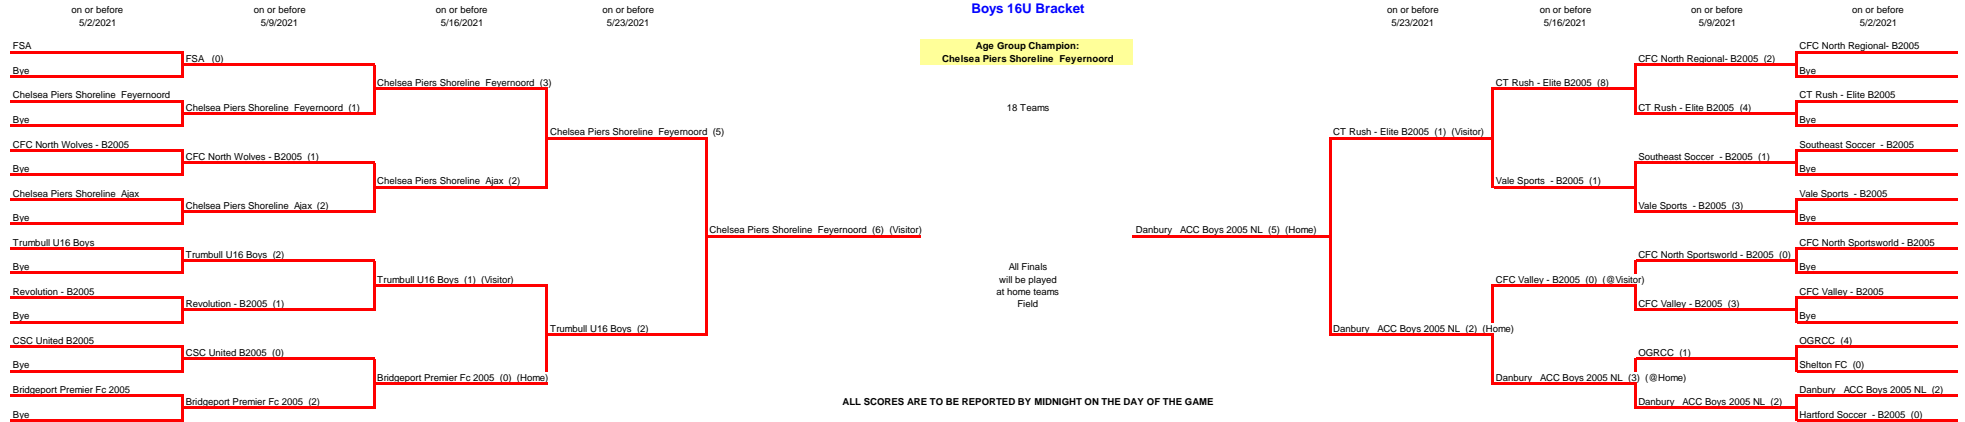 on or before
5/2/2021
on or before
5/9/2021
on or before
5/16/2021
on or before
5/23/2021
Boys 16U Bracket
on or before
5/23/2021
on or before
5/16/2021
on or before
5/9/2021
on or before
5/2/2021
Age Group Champion:
Chelsea Piers Shoreline Feyernoord
18 Teams
All Finals
will be played
at home teams
Field
FSA
Bye
Chelsea Piers Shoreline Feyernoord
Bye
CFC North Wolves - B2005
Bye
Chelsea Piers Shoreline Ajax
Bye
Trumbull U16 Boys
Bye
Revolution - B2005
Bye
CSC United B2005
Bye
Bridgeport Premier Fc 2005
Bye
FSA (0)
Chelsea Piers Shoreline Feyernoord (1)
CFC North Wolves - B2005 (1)
Chelsea Piers Shoreline Ajax (2)
Trumbull U16 Boys (2)
Revolution - B2005 (1)
CSC United B2005 (0)
Bridgeport Premier Fc 2005 (2)
Chelsea Piers Shoreline Feyernoord (3)
Chelsea Piers Shoreline Ajax (2)
Trumbull U16 Boys (1) (Visitor)
Bridgeport Premier Fc 2005 (0) (Home)
Chelsea Piers Shoreline Feyernoord (5)
Trumbull U16 Boys (2)
Chelsea Piers Shoreline Feyernoord (6) (Visitor)
Danbury ACC Boys 2005 NL (5) (Home)
CT Rush - Elite B2005 (1) (Visitor)
Danbury ACC Boys 2005 NL (2) (Home)
CT Rush - Elite B2005 (8)
Vale Sports - B2005 (1)
CFC Valley - B2005 (0) (@Visitor)
Danbury ACC Boys 2005 NL (3) (@Home)
CFC North Regional- B2005 (2)
CT Rush - Elite B2005 (4)
Southeast Soccer - B2005 (1)
Vale Sports - B2005 (3)
CFC North Sportsworld - B2005 (0)
CFC Valley - B2005 (3)
OGRCC (1)
Danbury ACC Boys 2005 NL (2)
CFC North Regional- B2005
Bye
CT Rush - Elite B2005
Bye
Southeast Soccer - B2005
Bye
Vale Sports - B2005
Bye
CFC North Sportsworld - B2005
Bye
CFC Valley - B2005
Bye
OGRCC (4)
Shelton FC (0)
Danbury ACC Boys 2005 NL (2)
Hartford Soccer - B2005 (0)
ALL SCORES ARE TO BE REPORTED BY MIDNIGHT ON THE DAY OF THE GAME